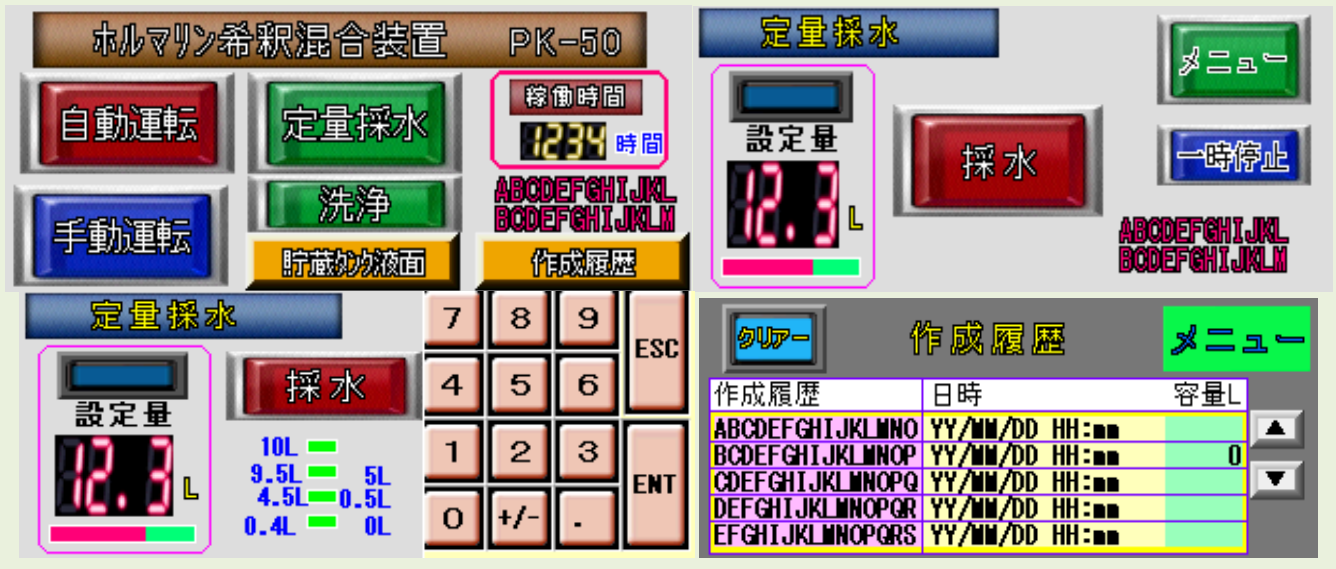 ホルマリン希釈混合装置 PK-50
自動運転
定量採水
稼働時間
1234 時間
手動運転
洗浄
ABCDEFGHIJKL
BCDEFGHIJKLM
貯蔵タンク液面
作成履歴
定量採水
メニュー
設定量
12.3 L
採水
一時停止
ABCDEFGHIJKL
BCDEFGHIJKLM
定量採水
設定量
12.3 L
採水
10L
9.5L 5L
4.5L 0.5L
0.4L 0L
7 8 9 ESC
4 5 6
1 2 3 ENT
0 +/- .
クリアー
作成履歴
メニュー
作成履歴 日時 容量L
ABCDEFGHIJKLMNO YY/MM/DD HH:mm
BCDEFGHIJKLMNOP YY/MM/DD HH:mm 0
CDEFGHIJKLMNOPQ YY/MM/DD HH:mm
DEFGHIJKLMNOPQR YY/MM/DD HH:mm
EFGHIJKLMNOPQRS YY/MM/DD HH:mm